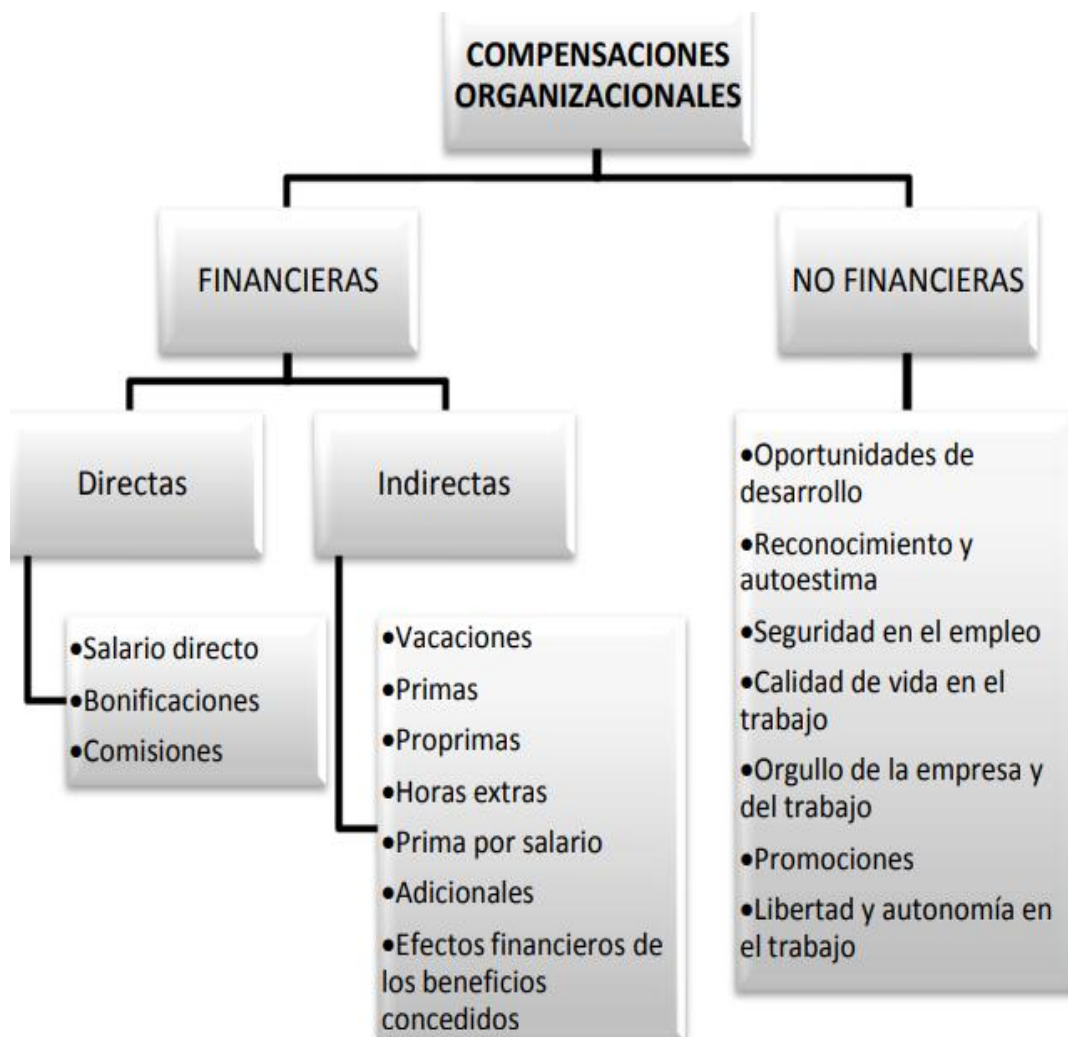 COMPENSACIONES
ORGANIZACIONALES
FINANCIERAS
NO FINANCIERAS
Directas
Indirectas
•Salario directo
•Bonificaciones
•Comisiones
•Vacaciones
•Primas
•Proprimas
•Horas extras
•Prima por salario
•Adicionales
•Efectos financieros de
los beneficios
concedidos
•Oportunidades de
desarrollo
•Reconocimiento y
autoestima
•Seguridad en el empleo
•Calidad de vida en el
trabajo
•Orgullo de la empresa y
del trabajo
•Promociones
•Libertad y autonomía en
el trabajo